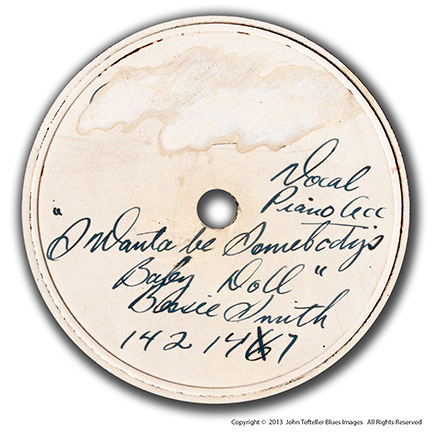 Vocal
Piano Acc
"I Wanta be Somebody's
Baby Doll"
Bessie Smith
142 147
Copyright © 2013 John Tefteller Blues Images All Rights Reserved